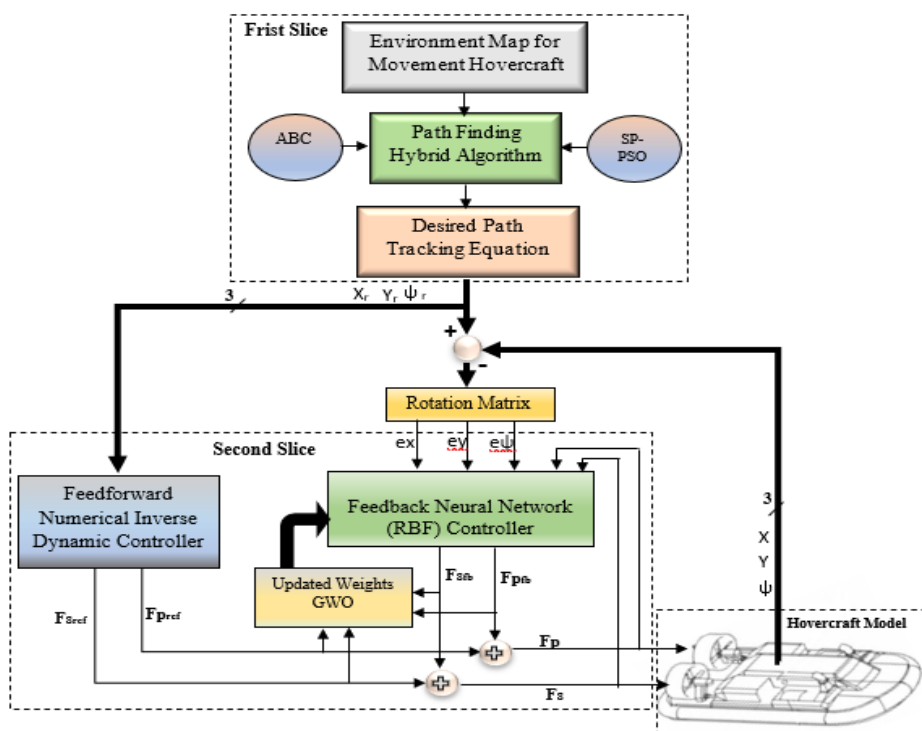 Frist Slice
Environment Map for
Movement Hovercraft
ABC
Path Finding
Hybrid Algorithm
SP-
PSO
Desired Path
Tracking Equation
3
Xr Yr ψr
+
-
Rotation Matrix
Second Slice
ex
ey
eψ
Feedforward
Numerical Inverse
Dynamic Controller
Feedback Neural Network
(RBF) Controller
3
X
Y
ψ
FSfb
Fpfb
Updated Weights
GWO
FSref
Fpref
Fp
Fs
Hovercraft Model